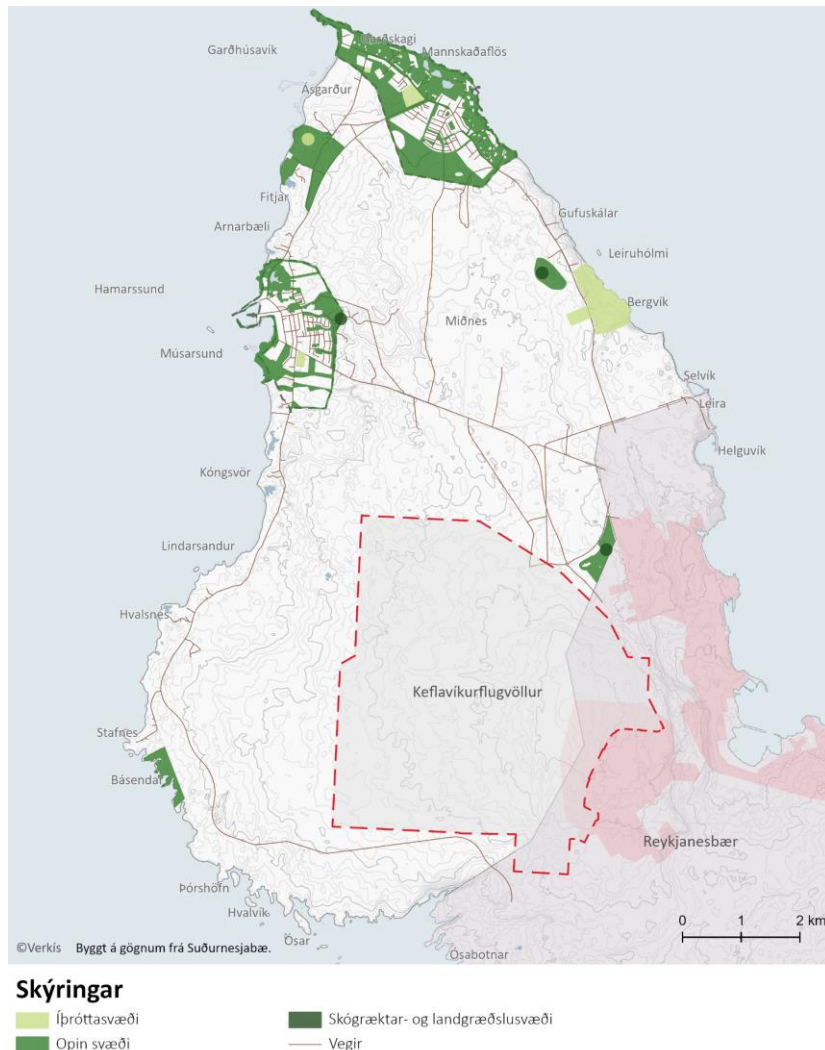 Garðskagi
Garðhúsavík
Mannskaðaflös
Ásgarður
Fitjar
Gufuskálar
Arnarbæli
Leiruhólmi
Hamarssund
Bergvík
Miðnes
Músarsund
Selvík
Leira
Helguvík
Kóngsvör
Lindarsandur
Hvalsnes
Keflavíkurflugvöllur
Stafnes
Básendar
Reykjanesbær
Þórshöfn
Hvalvík
0 1 2 km
Ösar
©Verkís Byggt á gögnum frá Suðurnesjabæ.
Ósabotnar
Skýringar
Íþróttasvæði
Skógræktar- og landgræðslusvæði
Opin svæði
Vegir